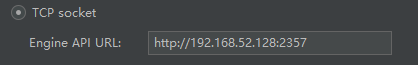 TCP socket
Engine API URL: http://192.168.52.128:2357